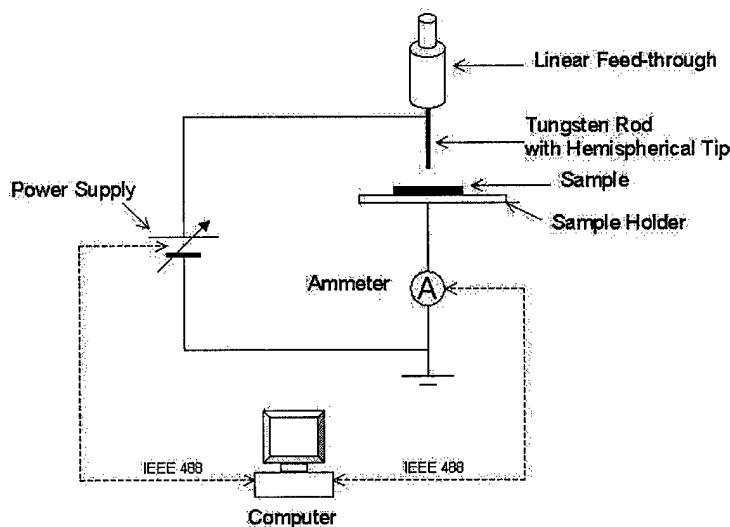 Linear Feed-through
Tungsten Rod
with Hemispherical Tip
Sample
Power Supply
Sample Holder
Ammeter
A
IEEE 488
IEEE 488
Computer